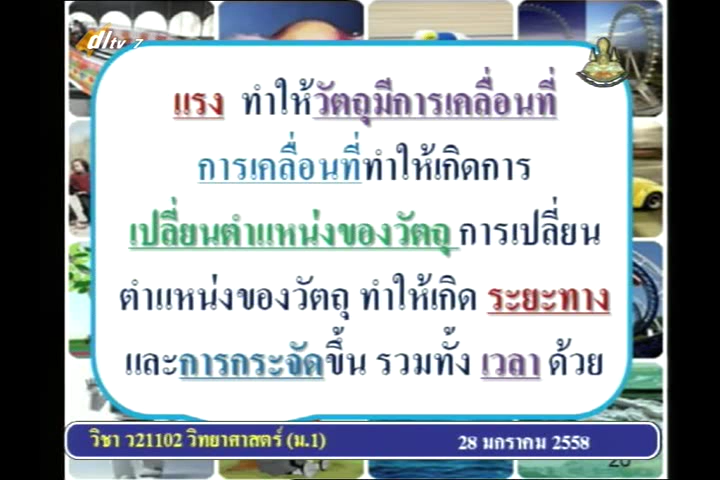 dltv 7
แรง ทำให้วัตถุมีการเคลื่อนที่
การเคลื่อนที่ทำให้เกิดการ
เปลี่ยนตำแหน่งของวัตถุ การเปลี่ยน
ตำแหน่งของวัตถุ ทำให้เกิด ระยะทาง
และการกระจัดขึ้น รวมทั้ง เวลา ด้วย
วิชา ว21102 วิทยาศาสตร์ (ม.1) 28 มกราคม 2558